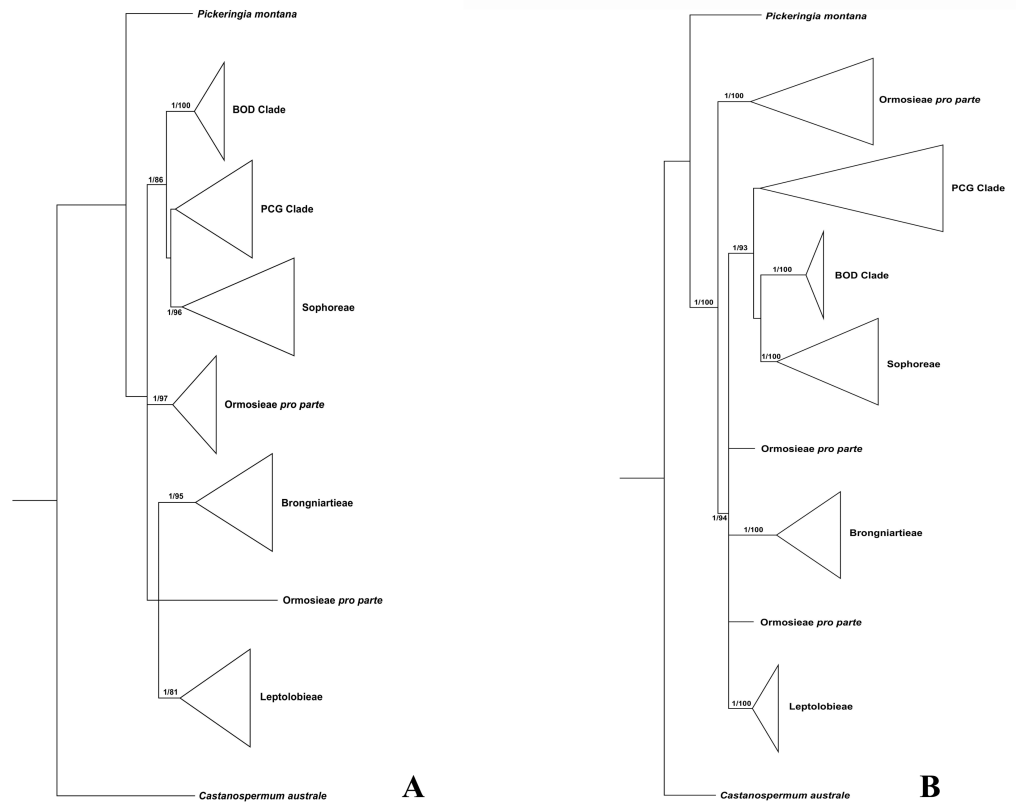 Pickeringia montana
1/100
BOD Clade
1/86
PCG Clade
Sophoreae
1/96
1/97
Ormosieae pro parte
1/95
Brongniartieae
Ormosieae pro parte
1/81
Leptolobieae
Castanospermum australe
A
Pickeringia montana
1/100
Ormosieae pro parte
PCG Clade
1/93
1/100
BOD Clade
1/100
1/100
Sophoreae
Ormosieae pro parte
1/94
1/100
Brongniartieae
Ormosieae pro parte
1/100
Leptolobieae
Castanospermum australe
B